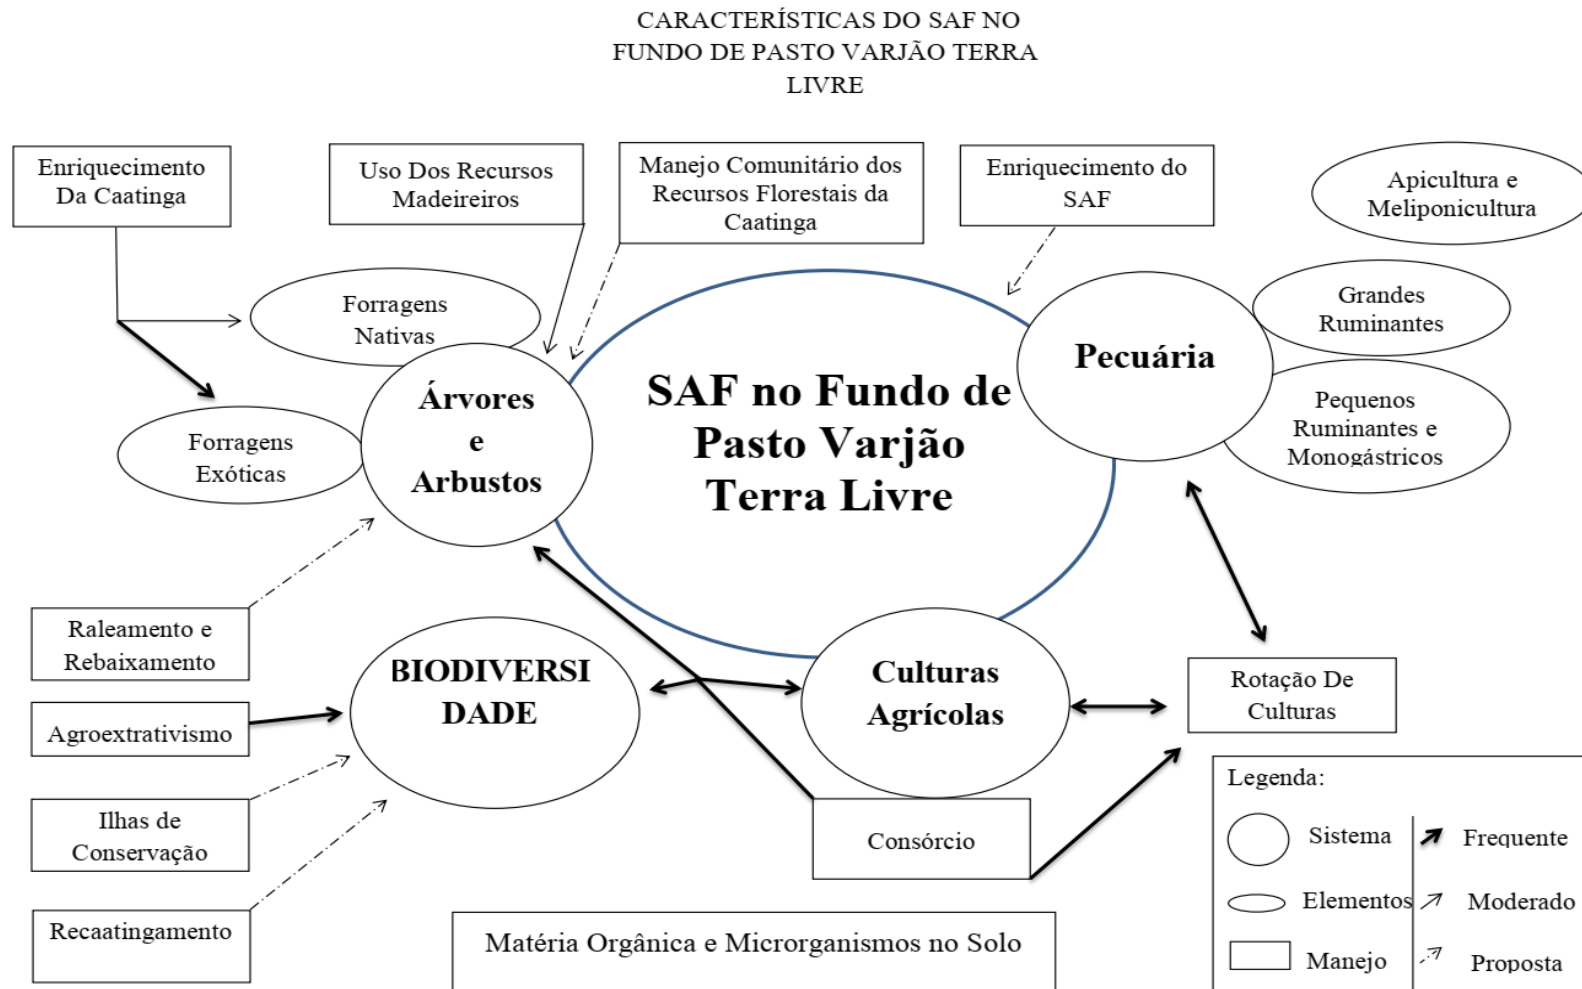 CARACTERÍSTICAS DO SAF NO
FUNDO DE PASTO VARJÃO TERRA
LIVRE
Enriquecimento
Da Caatinga
Uso Dos Recursos
Madeireiros
Manejo Comunitário dos
Recursos Florestais da
Caatinga
Enriquecimento do
SAF
Apicultura e
Meliponicultura
Forragens
Nativas
Grandes
Ruminantes
Árvores
e
Arbustos
SAF no Fundo de
Pasto Varjão
Terra Livre
Pecuária
Pequenos
Ruminantes e
Monogástricos
Forragens
Exóticas
Raleamento e
Rebaixamento
BIODIVERSI
DADE
Culturas
Agrícolas
Rotação De
Culturas
Agroextrativismo
Ilhas de
Conservação
Consórcio
Recaatingamento
Matéria Orgânica e Microrganismos no Solo
Legenda:
Sistema
Frequente
Elementos
Moderado
Manejo
Proposta